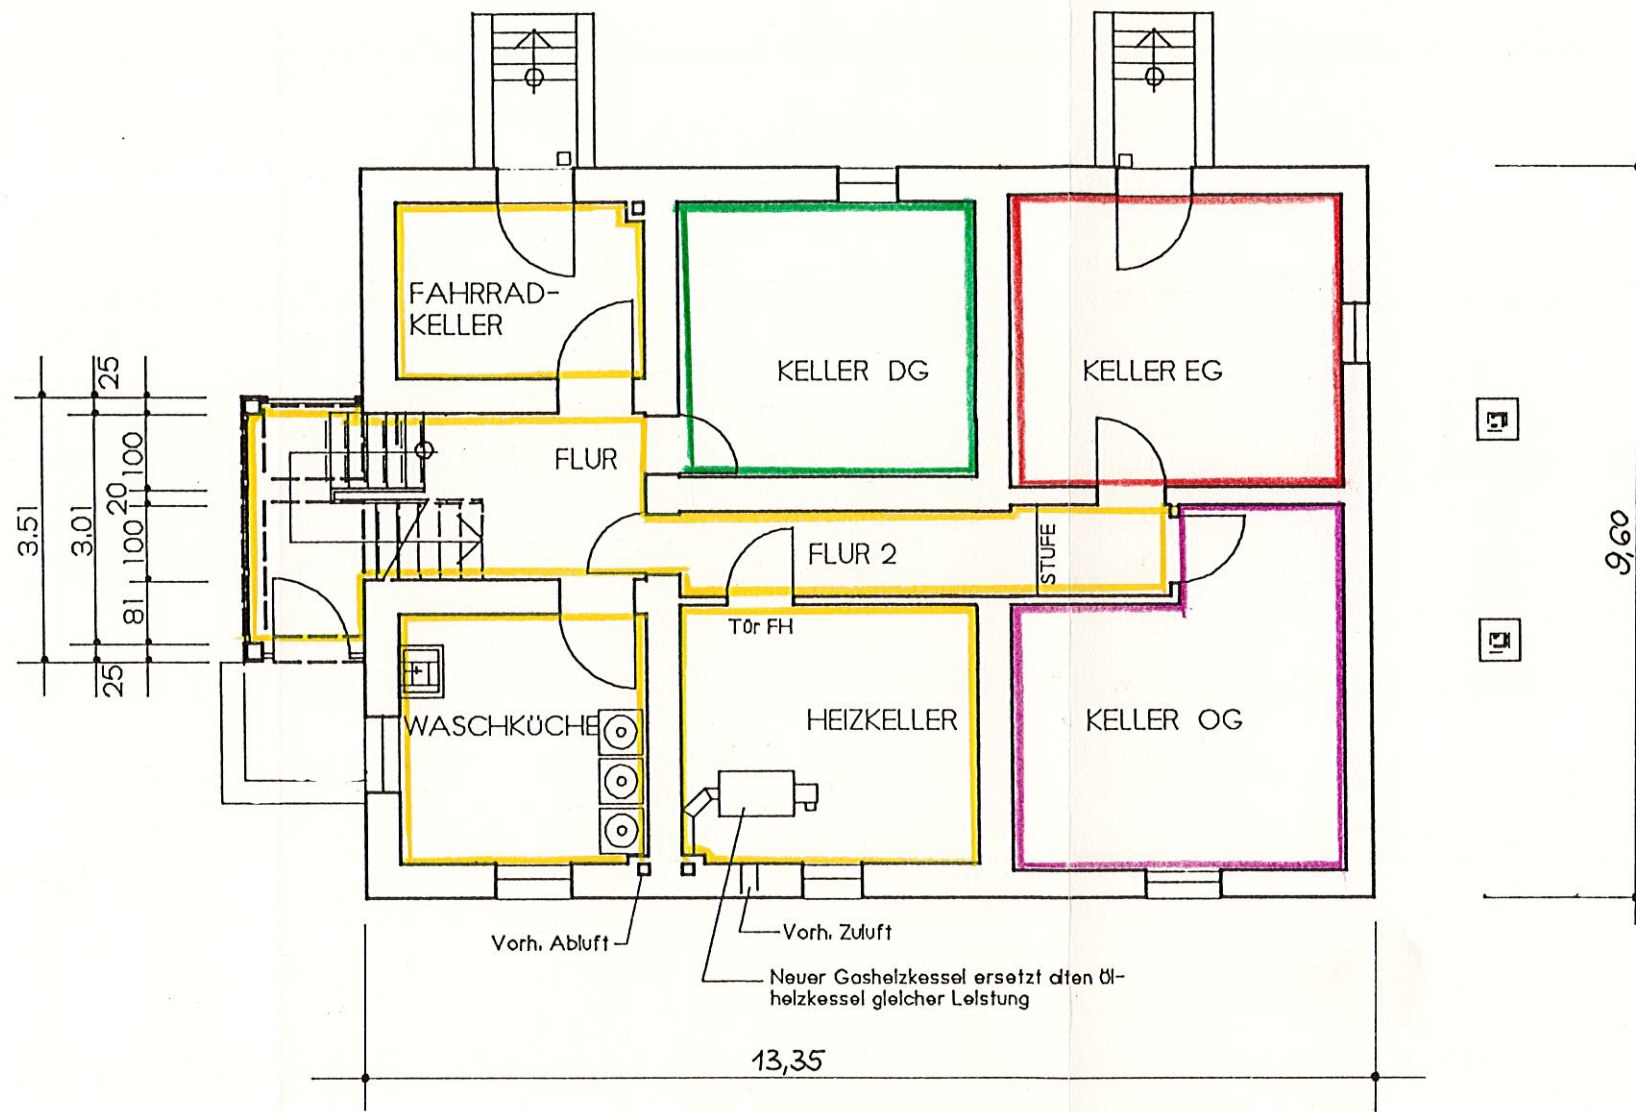 FAHRRAD-
KELLER
KELLER DG
KELLER EG
25
100
20
100
81
25
3.01
3.51
FLUR
FLUR 2
STUFE
9,60
Tür FH
WASCHKÜCHE
HEIZKELLER
KELLER OG
Vorh. Abluft
Vorh. Zuluft
Neuer Gasheizkessel ersetzt alten Öl-
heizkessel gleicher Leistung
13,35